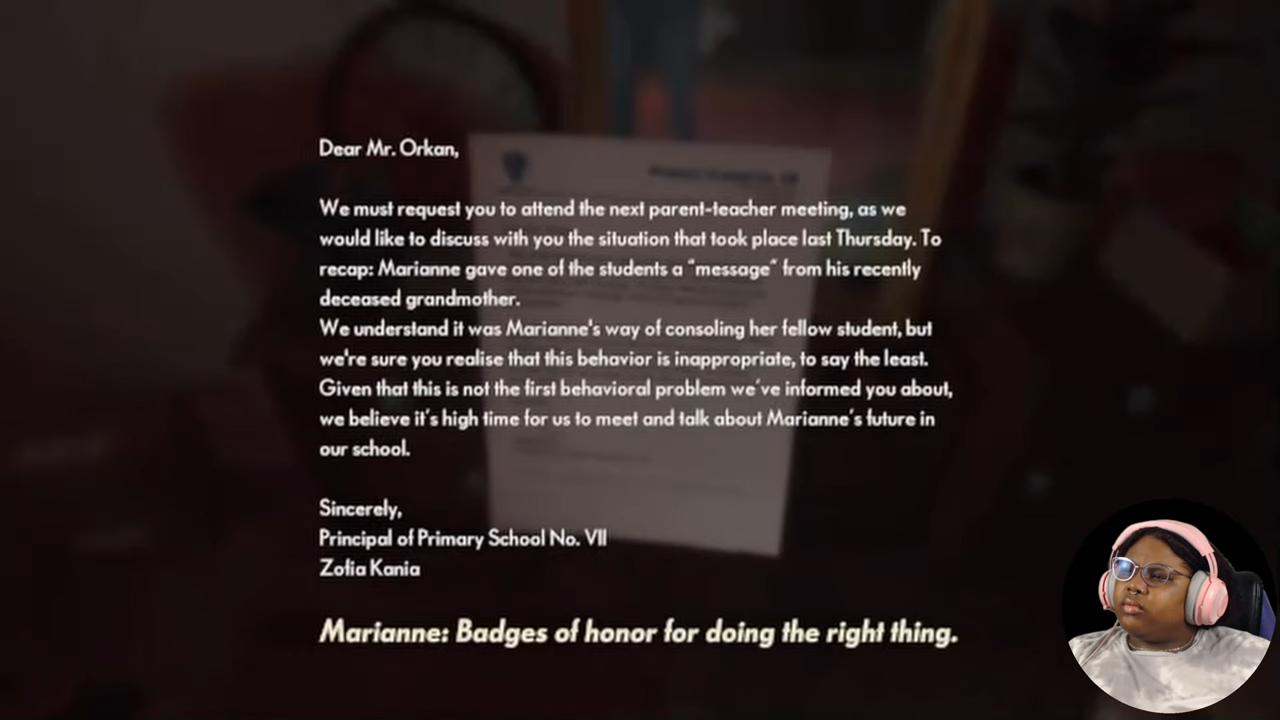 Dear Mr. Orkan,
We must request you to attend the next parent-teacher meeting, as we
would like to discuss with you the situation that took place last Thursday. To
recap: Marianne gave one of the students a "message" from his recently
deceased grandmother.
We understand it was Marianne's way of consoling her fellow student, but
we're sure you realise that this behavior is inappropriate, to say the least.
Given that this is not the first behavioral problem we've informed you about,
we believe it's high time for us to meet and talk about Marianne's future in
our school.
Sincerely,
Principal of Primary School No. VII
Zofia Kania
Marianne: Badges of honor for doing the right thing.